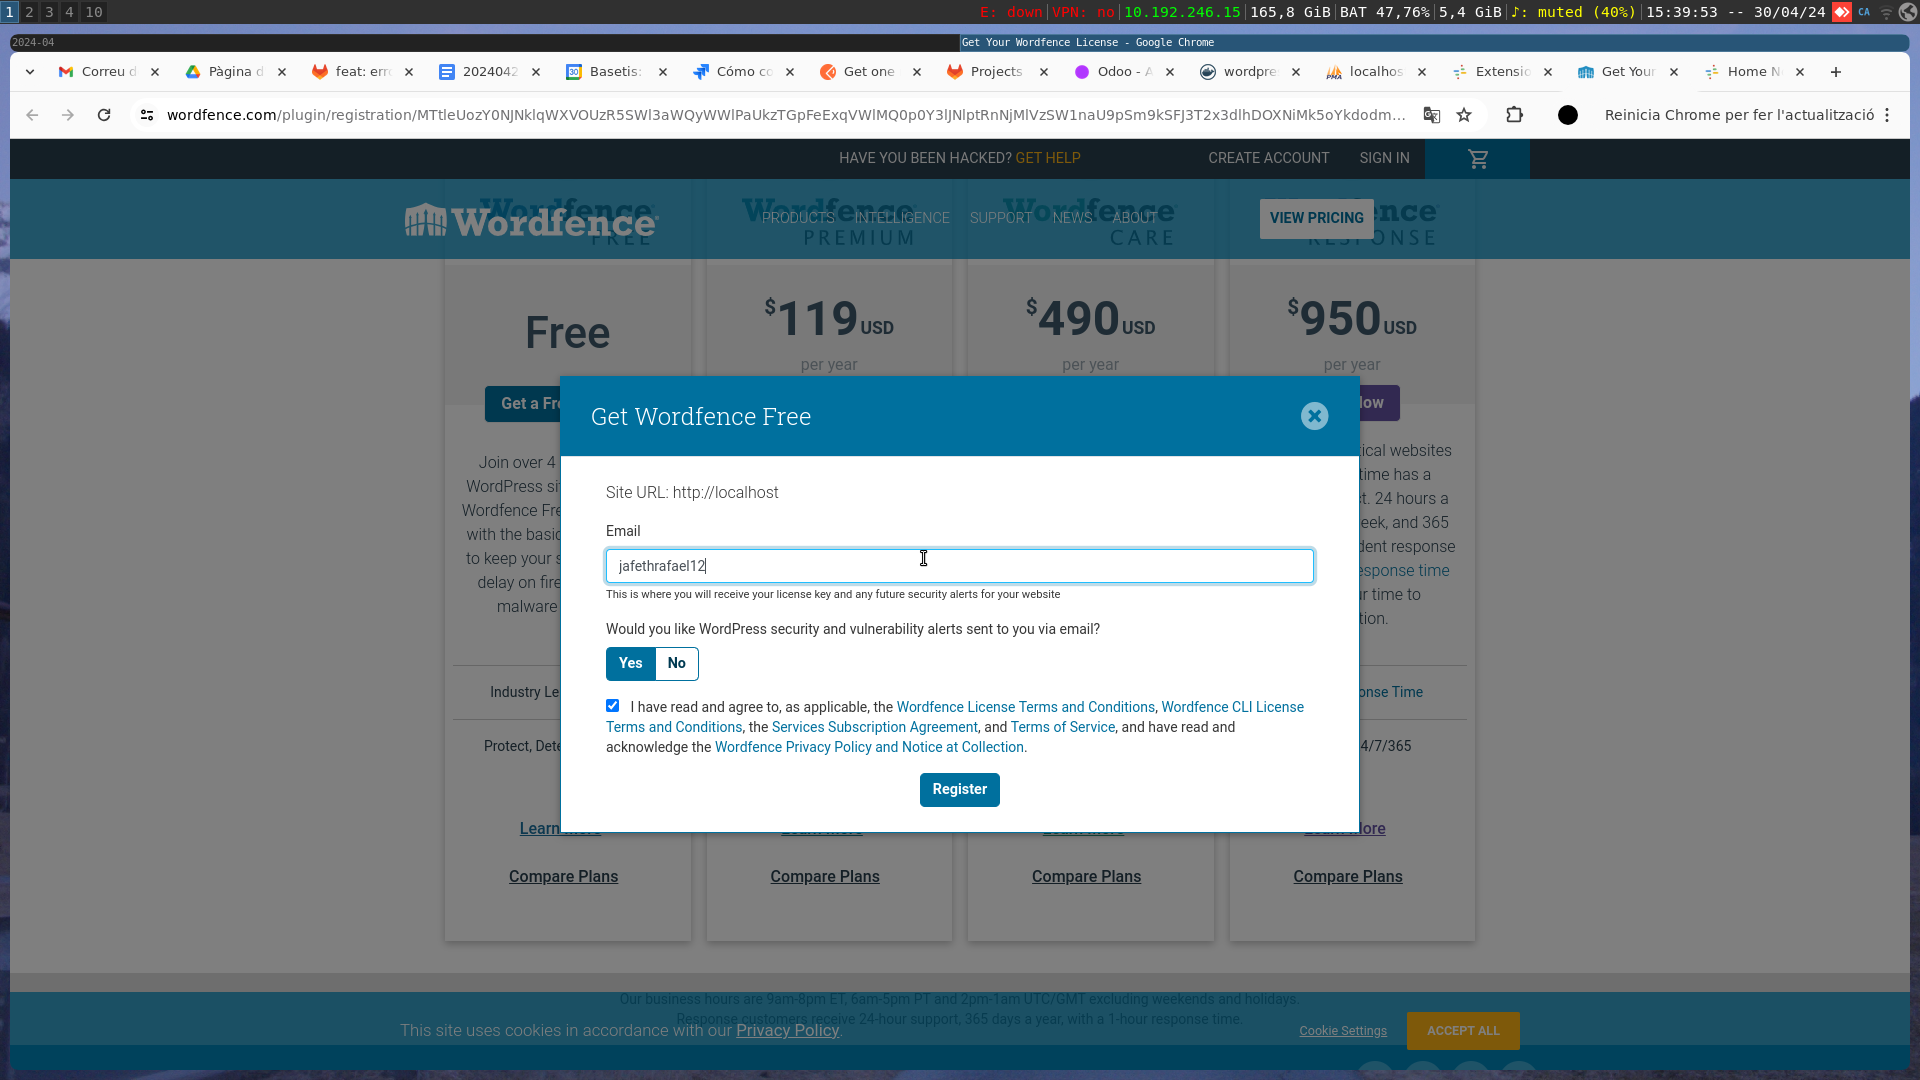 1 2 3 4 10 E: down|VPN: no|10.192.246.15|165,8 GiB|BAT 47,76%|5,4 GiB|♪: muted (40%)|15:39:53 -- 30/04/24 CA
2024-04 Get Your Wordfence License - Google Chrome
Correu d Pàgina d feat: erro 2024042 Basetis: Cómo co Get one Projects Odoo - A wordpre localhos Extensio Get Your Home N
wordfence.com/plugin/registration/ Reinicia Chrome per fer l'actualització
HAVE YOU BEEN HACKED? GET HELP CREATE ACCOUNT SIGN IN
Wordfence PRODUCTS INTELLIGENCE SUPPORT NEWS ABOUT VIEW PRICING
Wordfence FREE Wordfence PREMIUM Wordfence CARE RESPONSE
Free $119 USD $490 USD $950 USD
per year per year per year
Get a Fr low
Get Wordfence Free
Join over 4 tical websites
WordPress si time has a
Wordfence Fre t. 24 hours a
with the basic eek, and 365
to keep your s dent response
delay on fire esponse time
malware r time to
tion.
Site URL: http://localhost
Email
jafethrafael12
This is where you will receive your license key and any future security alerts for your website
Would you like WordPress security and vulnerability alerts sent to you via email?
Yes No
Industry Le onse Time
I have read and agree to, as applicable, the Wordfence License Terms and Conditions, Wordfence CLI License
Terms and Conditions, the Services Subscription Agreement, and Terms of Service, and have read and
acknowledge the Wordfence Privacy Policy and Notice at Collection.
Protect, Dete 4/7/365
Register
Learn More Learn More Learn More Learn More
Compare Plans Compare Plans Compare Plans Compare Plans
Our business hours are 9am-8pm ET, 6am-5pm PT and 2pm-1am UTC/GMT excluding weekends and holidays.
Response customers receive 24-hour support, 365 days a year, with a 1-hour response time.
This site uses cookies in accordance with our Privacy Policy. Cookie Settings ACCEPT ALL